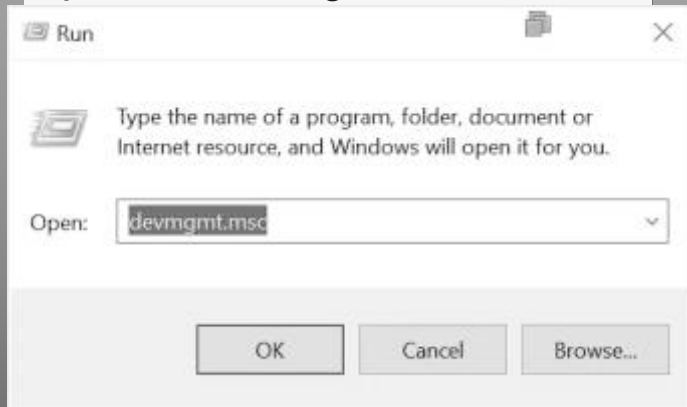 Run
Type the name of a program, folder, document or
Internet resource, and Windows will open it for you.
Open: devmgmt.msc
OK Cancel Browse...